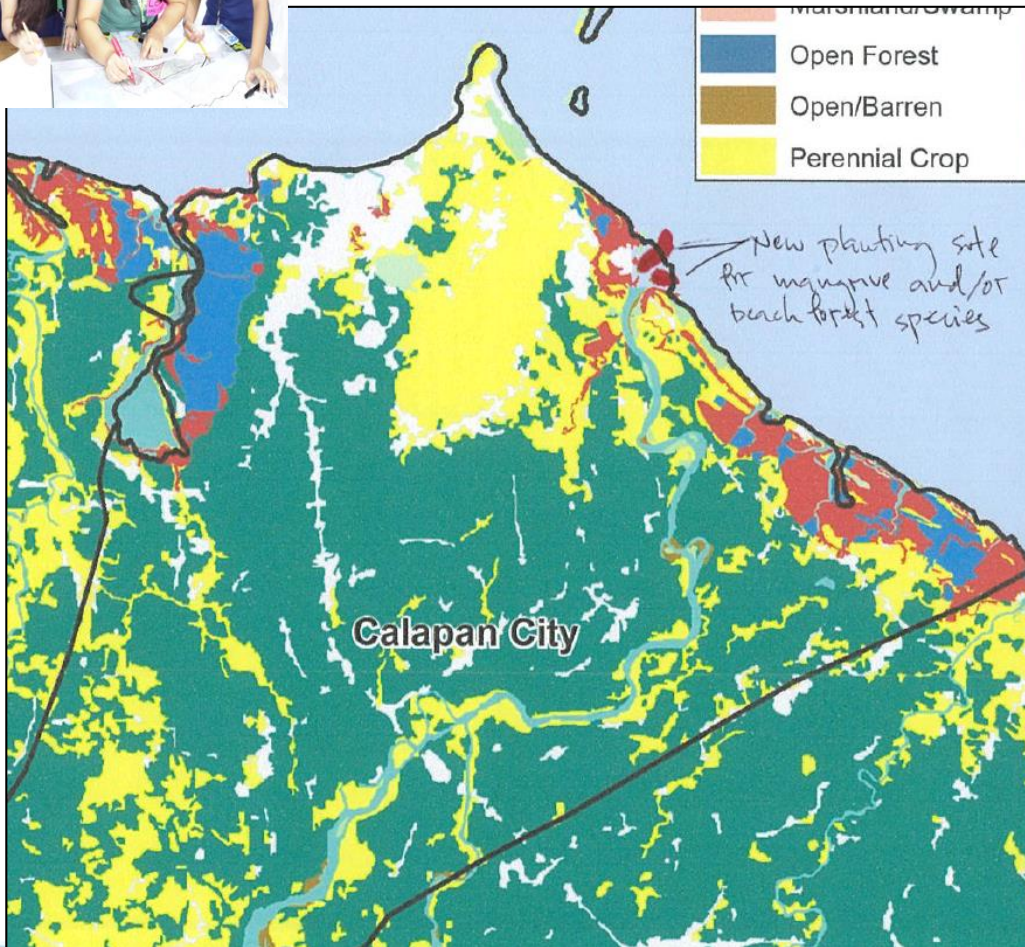 Marshland/Swamp
Open Forest
Open/Barren
Perennial Crop
New planting site
for mangrove and/or
beach forest species
Calapan City